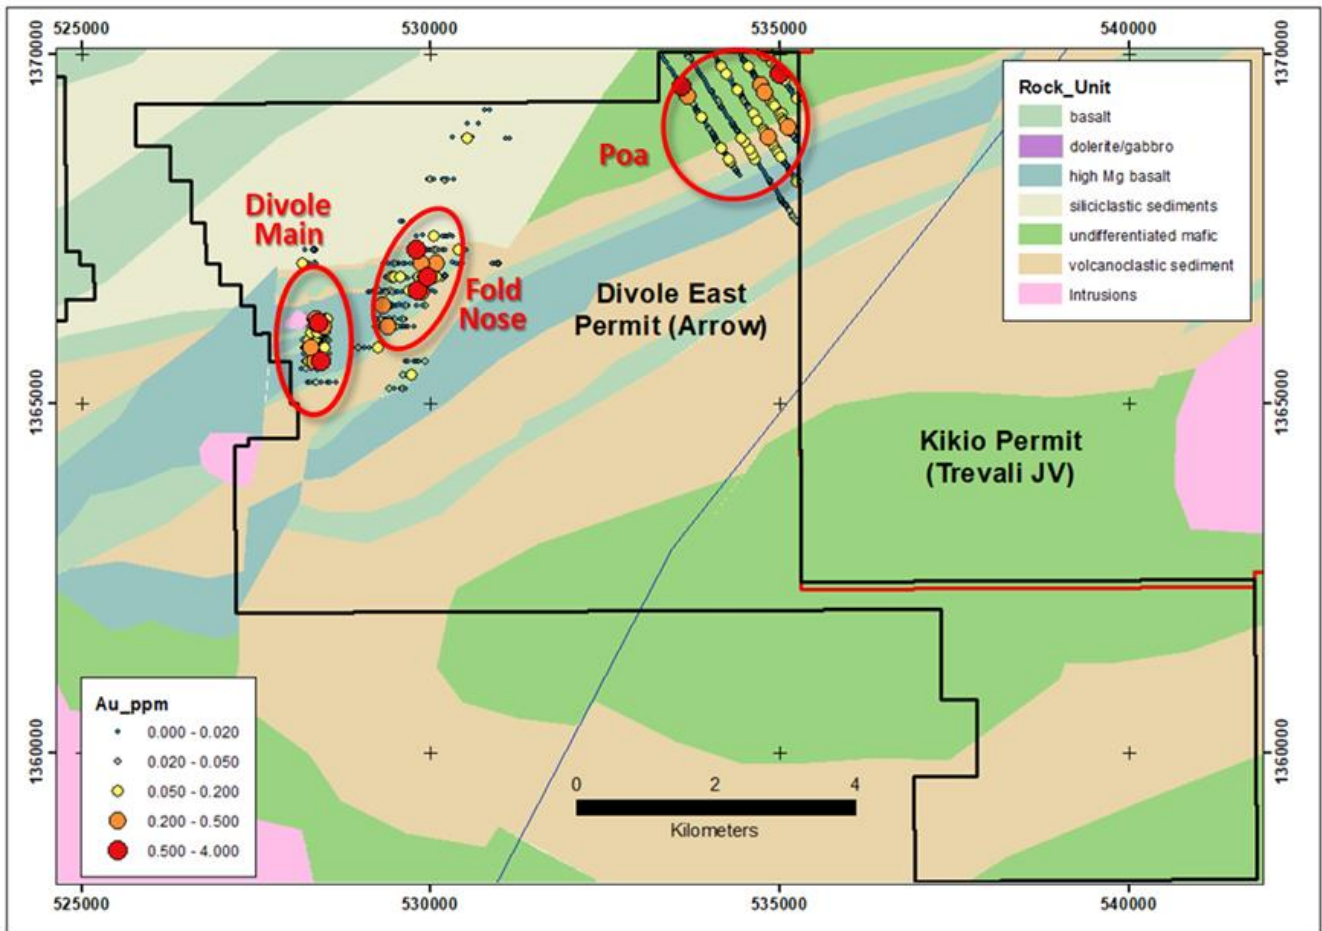 525000
530000
535000
540000
1370000
1370000
Rock_Unit
basalt
dolerite/gabbro
high Mg basalt
siliciclastic sediments
undifferentiated mafic
volcanoclastic sediment
Intrusions
Poa
Divole
Main
Fold
Nose
Divole East
Permit (Arrow)
1365000
1365000
Kikio Permit
(Trevali JV)
Au_ppm
0.000 - 0.020
0.020 - 0.050
0.050 - 0.200
0.200 - 0.500
0.500 - 4.000
1360000
1360000
0
2
4
Kilometers
525000
530000
535000
540000